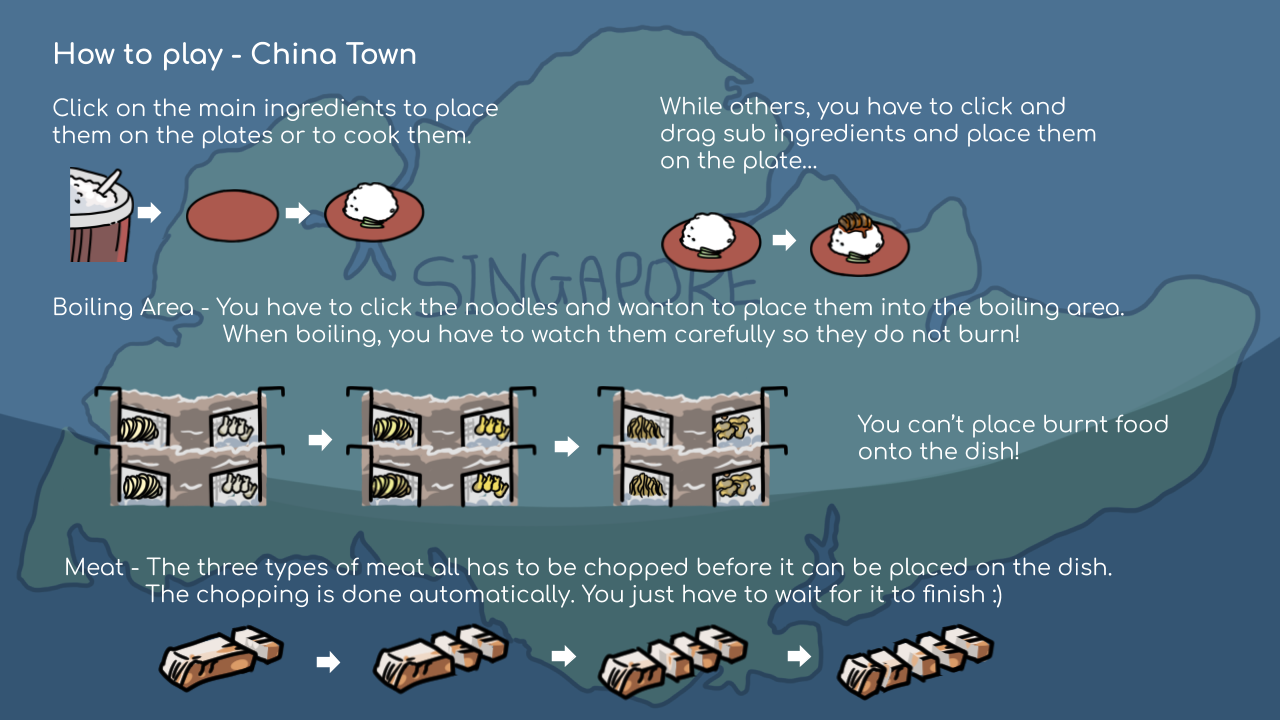 How to play - China Town
Click on the main ingredients to place
them on the plates or to cook them.
While others, you have to click and
drag sub ingredients and place them
on the plate...
SINGAPORE
Boiling Area - You have to click the noodles and wanton to place them into the boiling area.
When boiling, you have to watch them carefully so they do not burn!
You can't place burnt food
onto the dish!
Meat - The three types of meat all has to be chopped before it can be placed on the dish.
The chopping is done automatically. You just have to wait for it to finish :)